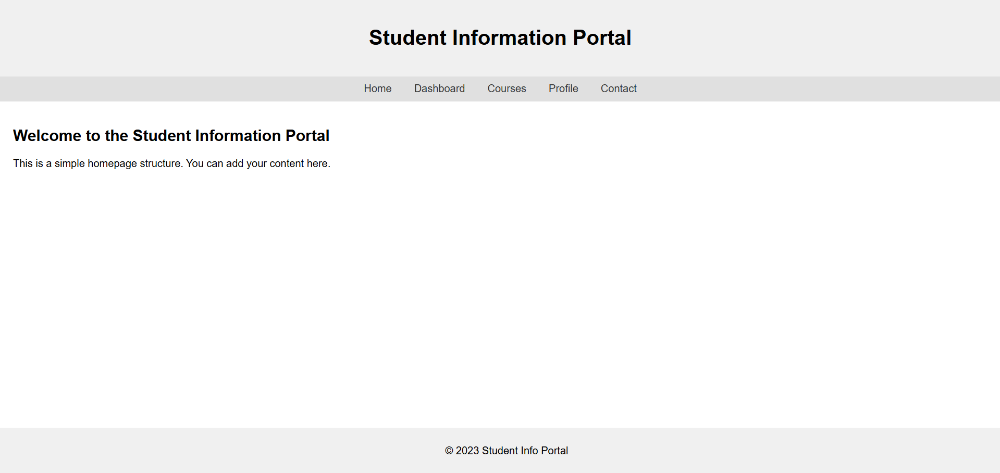 Student Information Portal
Home Dashboard Courses Profile Contact
Welcome to the Student Information Portal
This is a simple homepage structure. You can add your content here.
© 2023 Student Info Portal